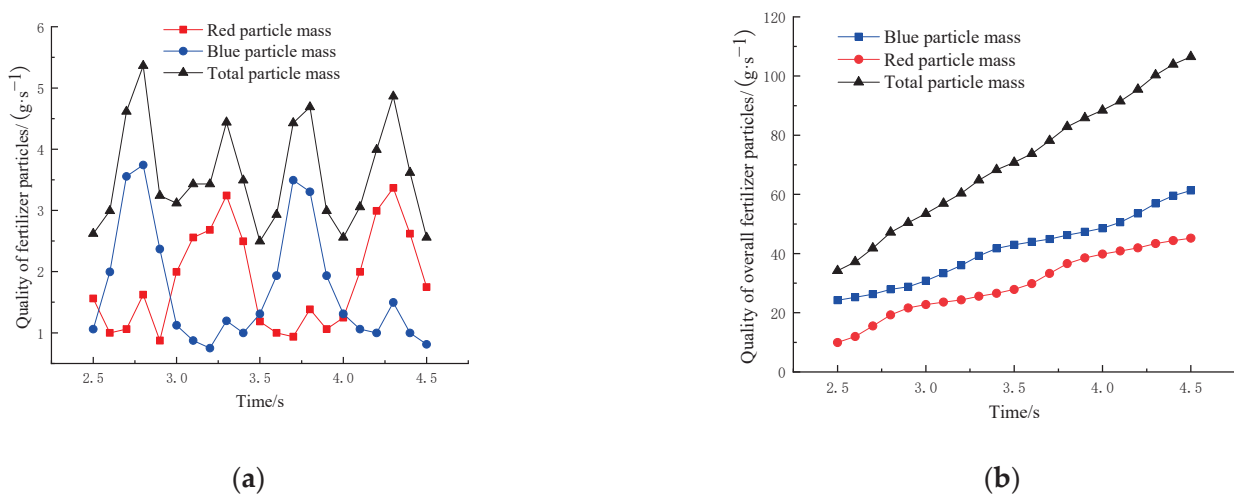 Quality of fertilizer particles/ (g·s⁻¹)
6
5
4
3
2
1
Red particle mass
Blue particle mass
Total particle mass
2.5 3.0 3.5 4.0 4.5
Time/s
(a)
Quality of overall fertilizer particles/ (g·s⁻¹)
120
100
80
60
40
20
0
Blue particle mass
Red particle mass
Total particle mass
2.5 3.0 3.5 4.0 4.5
Time/s
(b)